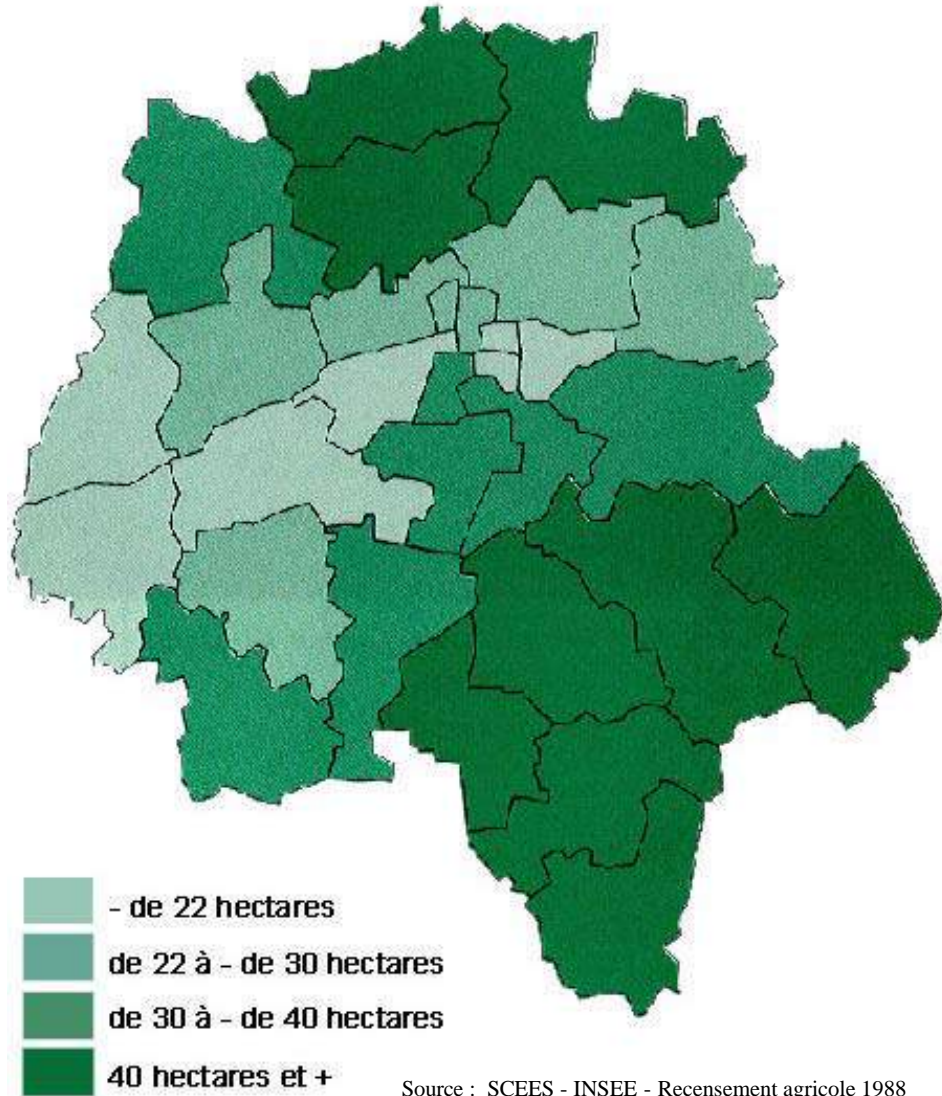 - de 22 hectares
de 22 à - de 30 hectares
de 30 à - de 40 hectares
40 hectares et +
Source : SCEES - INSEE - Recensement agricole 1988